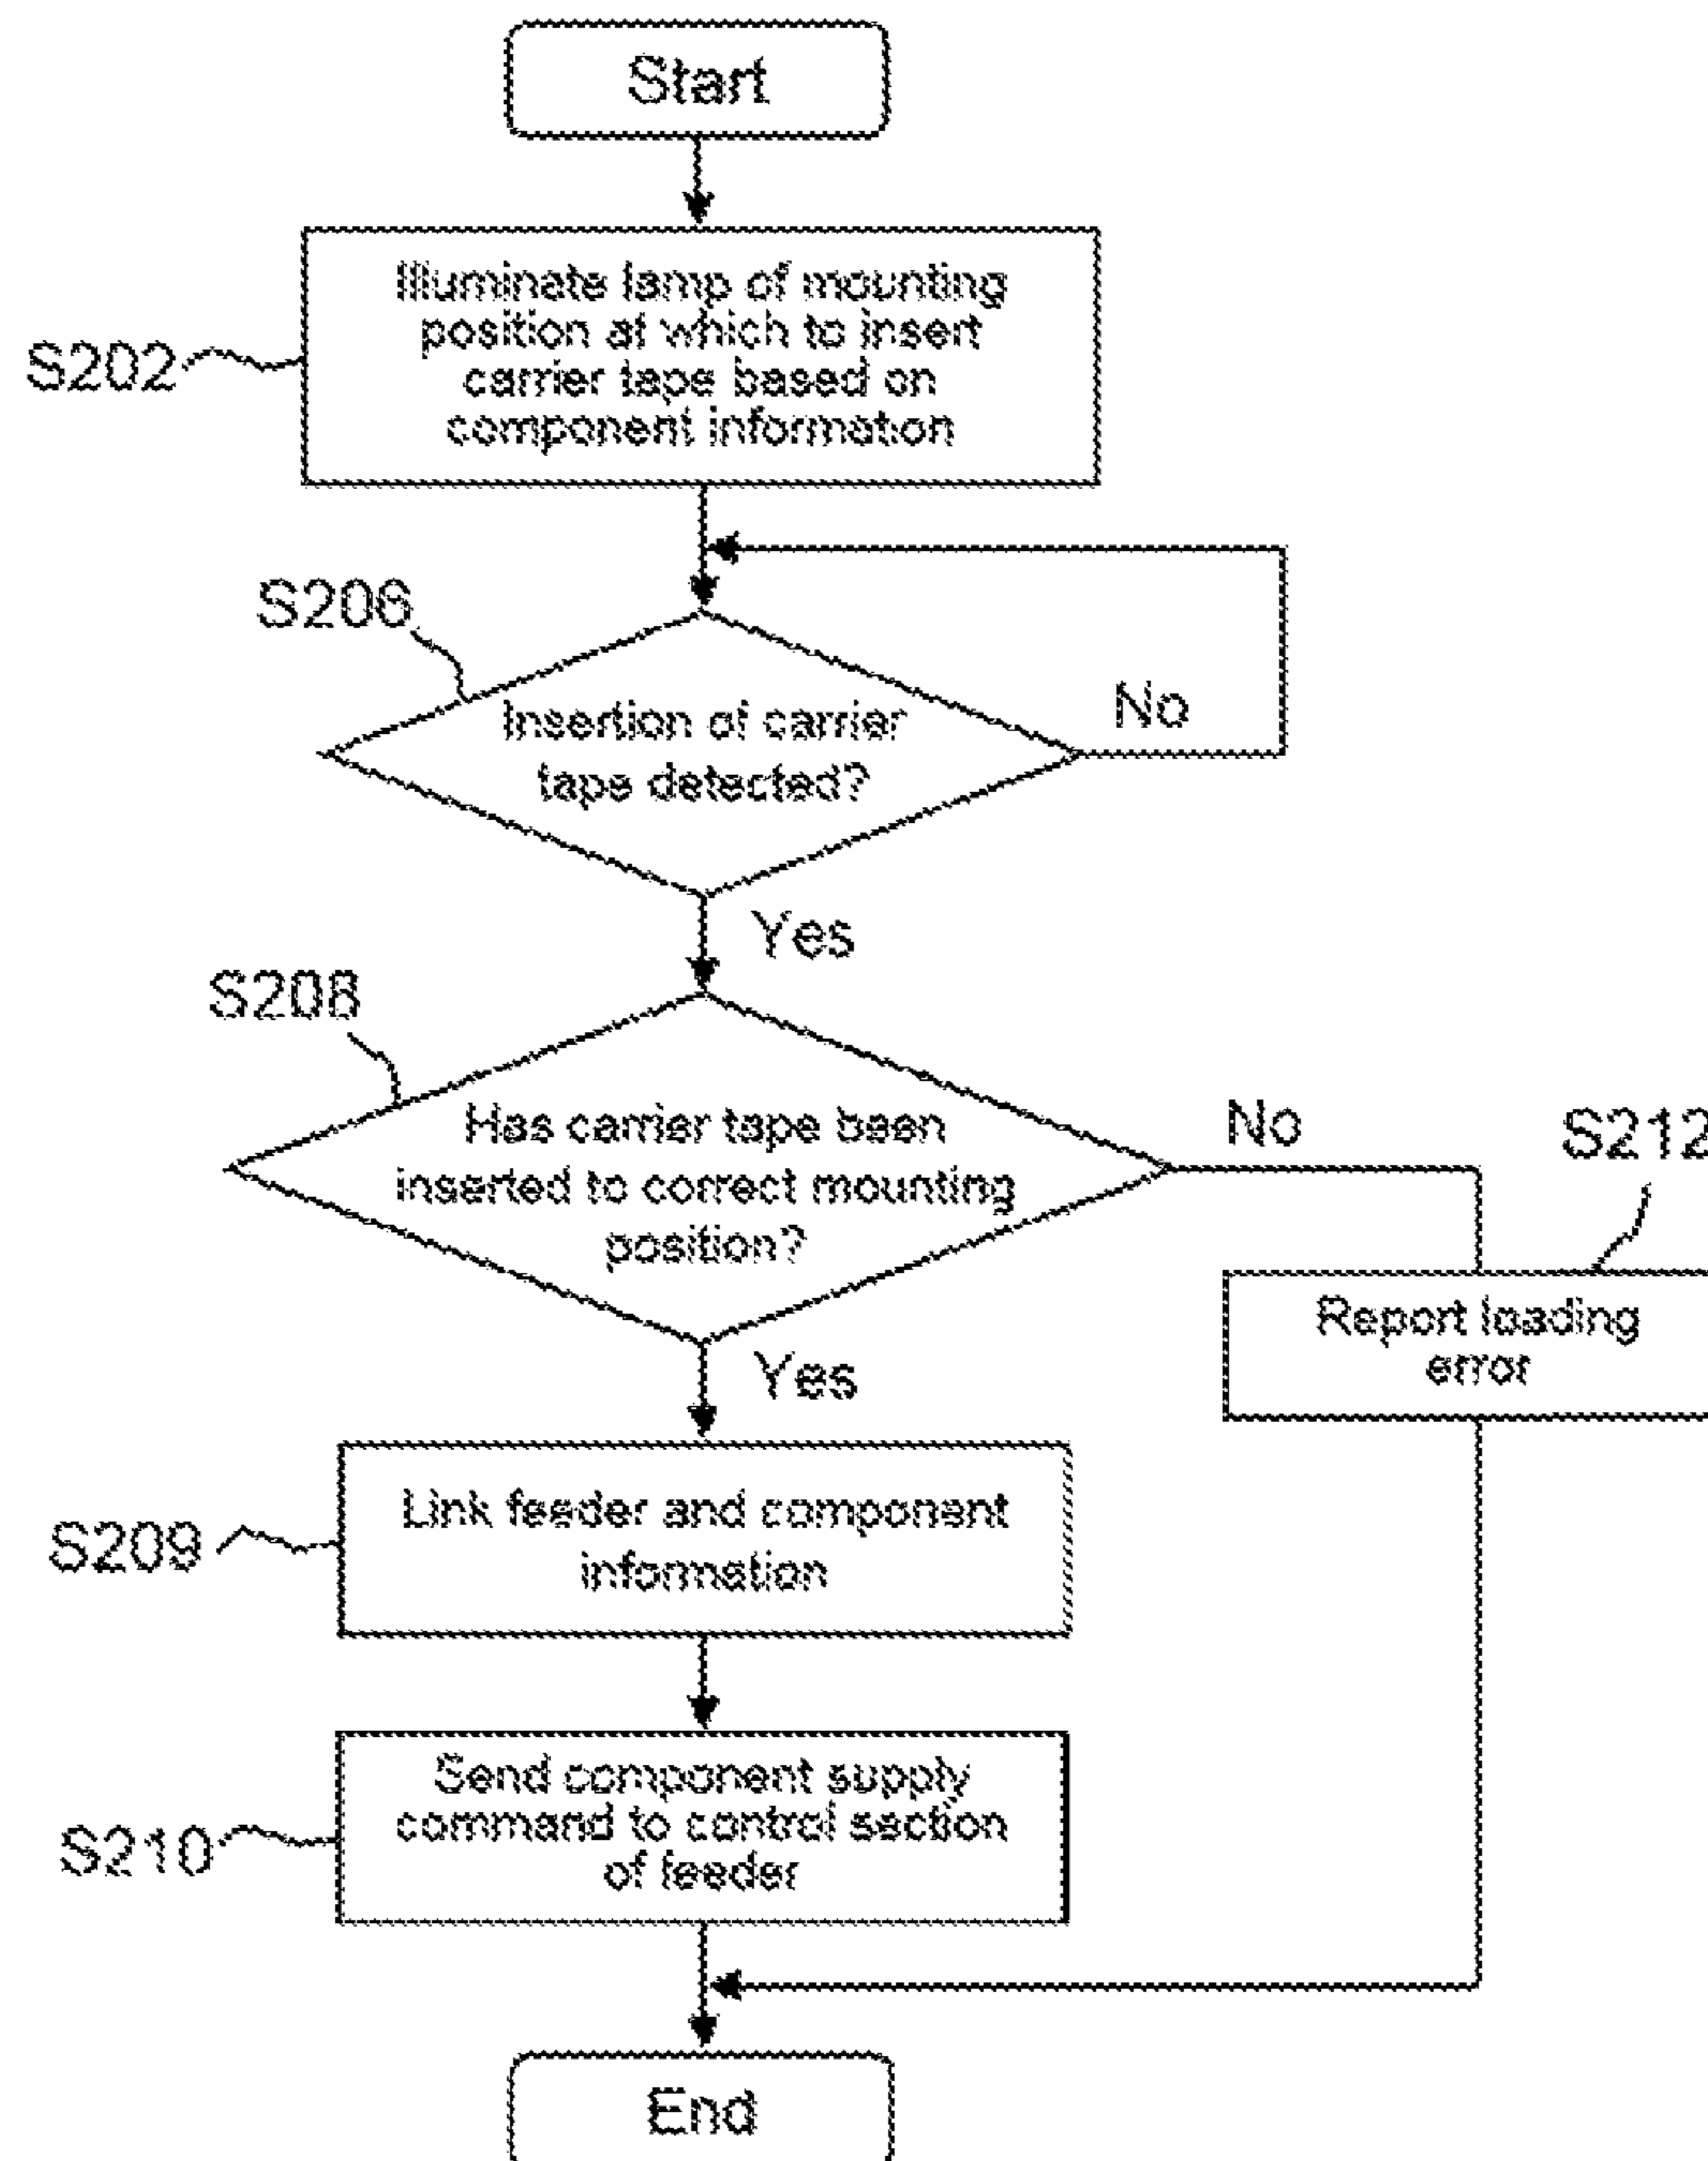 Start
S202
Illuminate lamp of mounting
position at which to insert
carrier tape based on
component information
S206
Insertion of carrier
tape detected?
No
Yes
S208
Has carrier tape been
inserted to correct mounting
position?
No
S212
Report loading
error
Yes
S209
Link feeder and component
information
S210
Send component supply
command to control section
of feeder
End